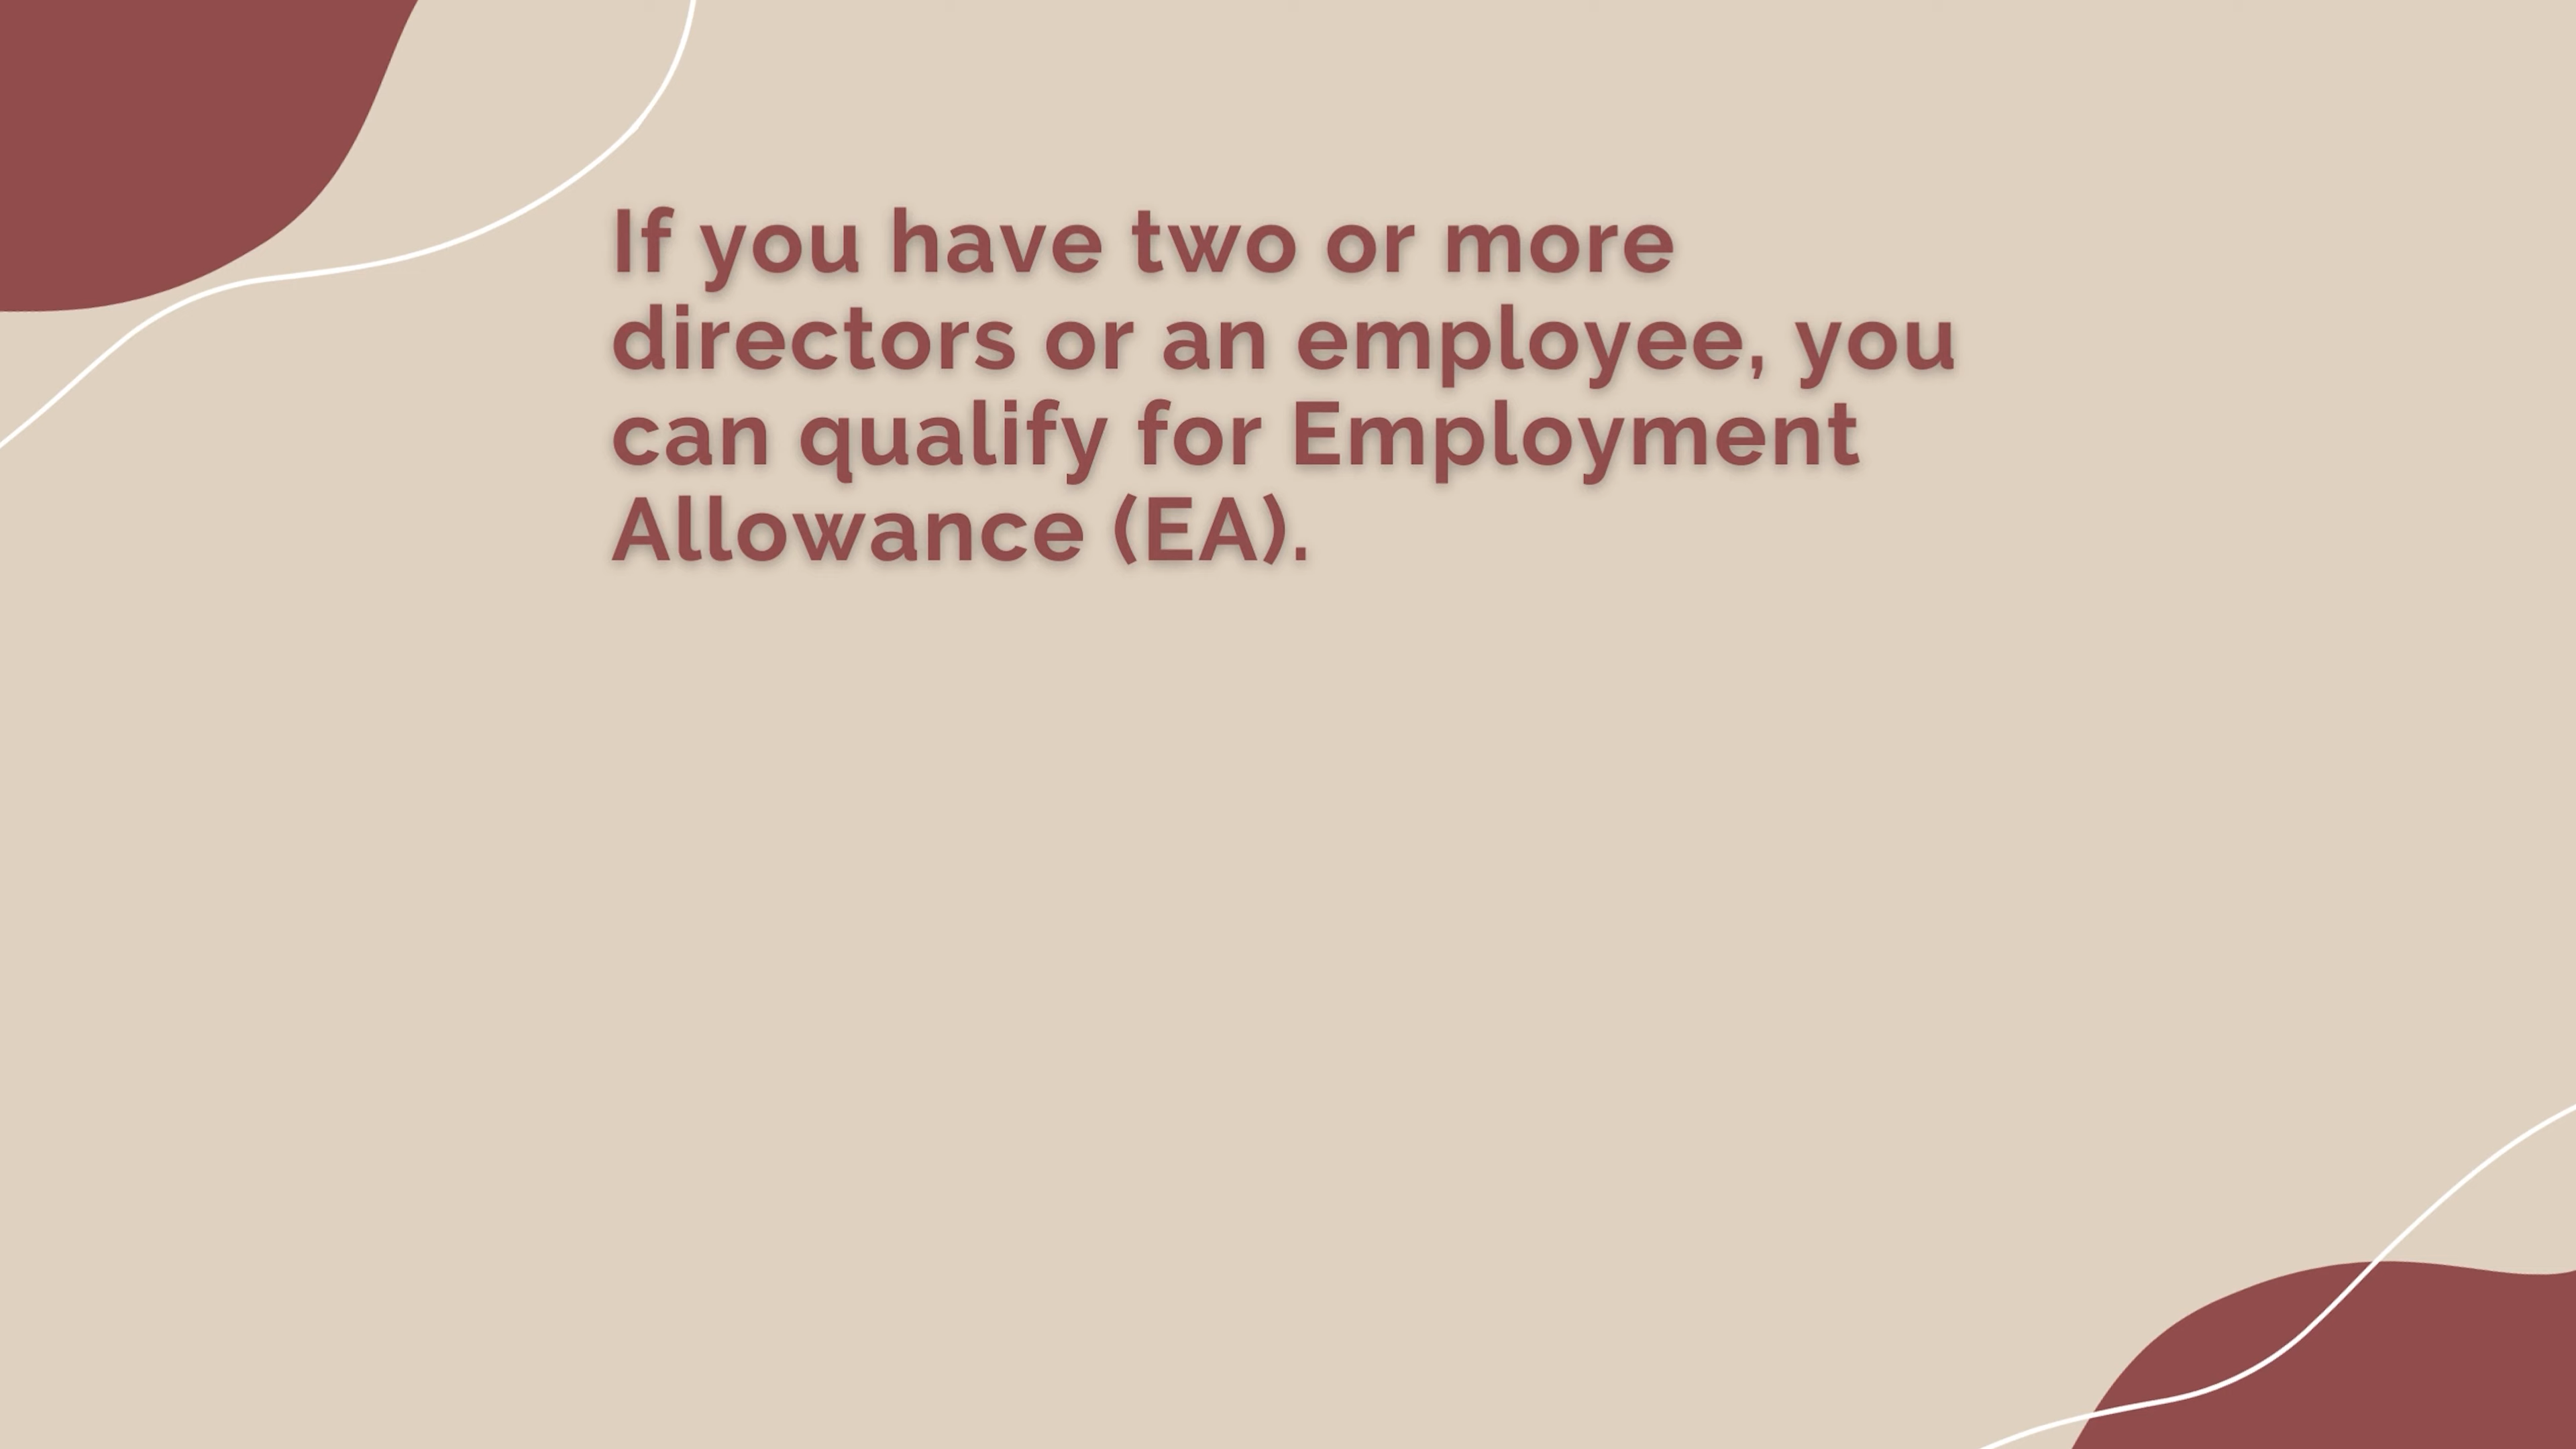 If you have two or more
directors or an employee, you
can qualify for Employment
Allowance (EA).